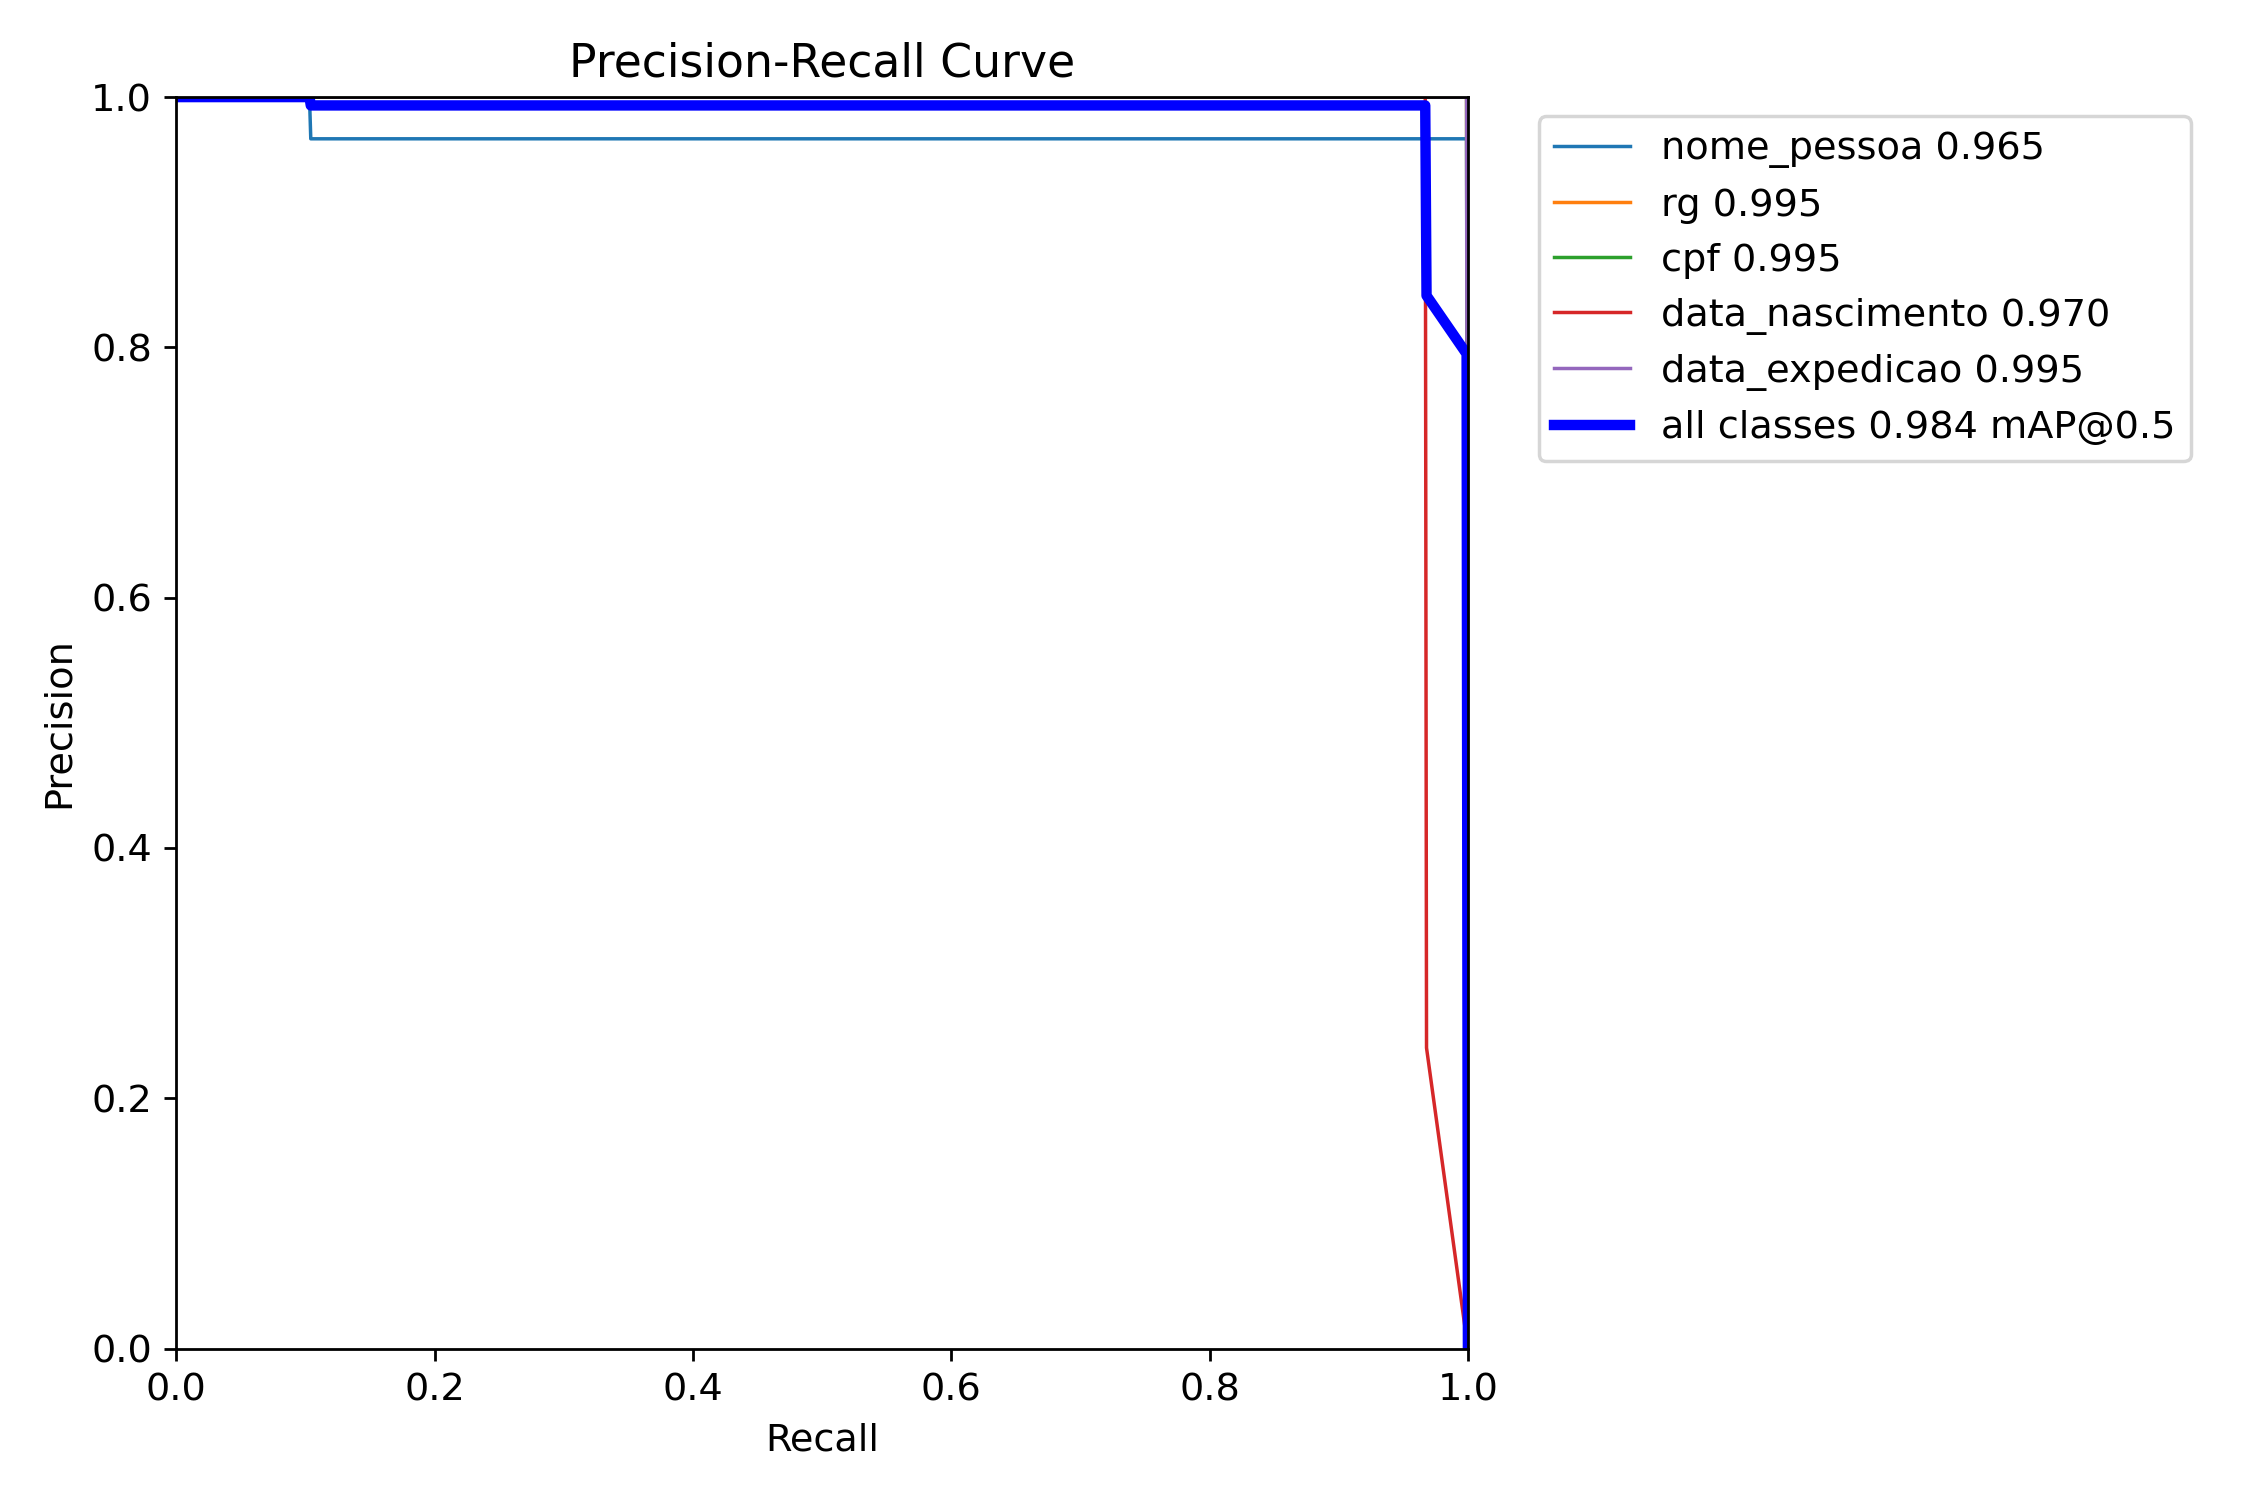 Precision-Recall Curve
1.0
0.8
0.6
0.4
0.2
0.0
Precision
0.0 0.2 0.4 0.6 0.8 1.0
Recall
nome_pessoa 0.965
rg 0.995
cpf 0.995
data_nascimento 0.970
data_expedicao 0.995
all classes 0.984 mAP@0.5